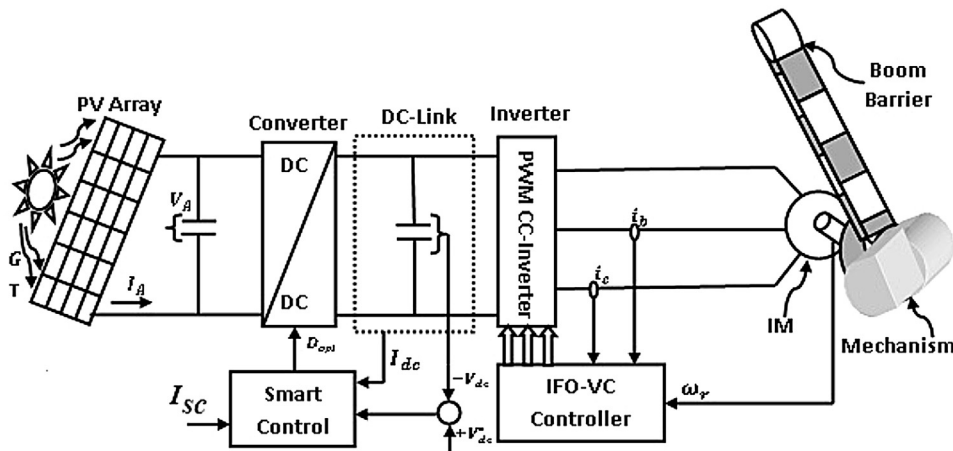 PV Array
Converter
DC-Link
Inverter
Boom
Barrier
DC
DC
PWM CC-Inverter
V_A
G
T
I_A
i_b
i_c
IM
Mechanism
D_opt
I_dc
-V_dc
+V*_dc
I_SC
Smart
Control
IFO-VC
Controller
ω_r